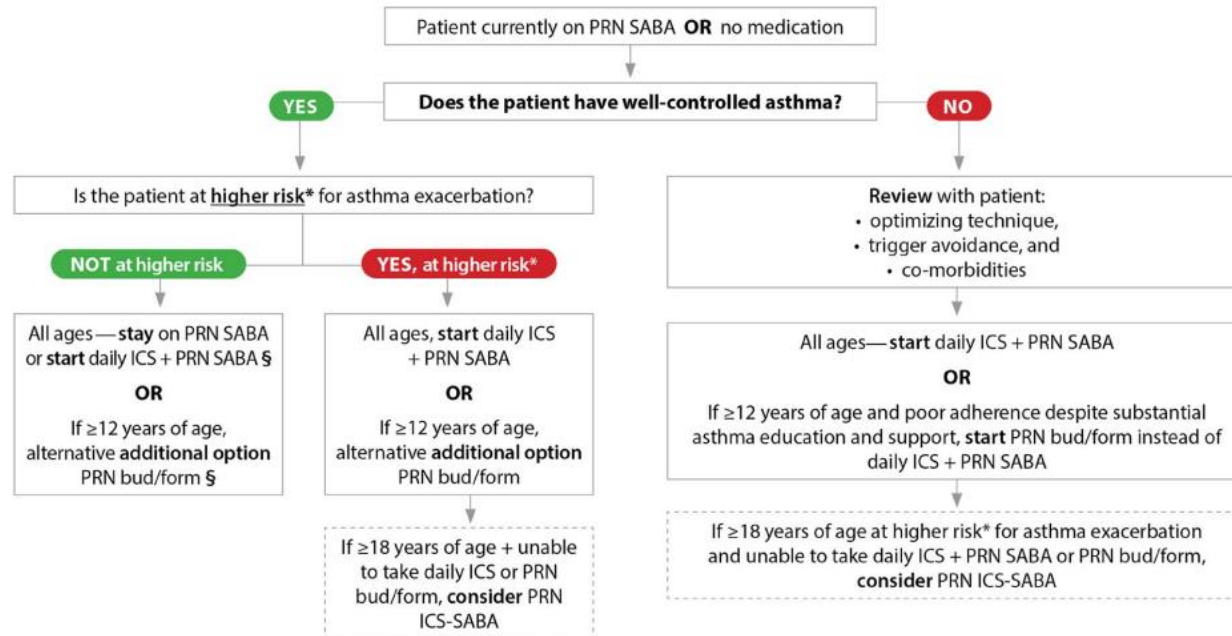 Patient currently on PRN SABA OR no medication
YES
Does the patient have well-controlled asthma?
NO
Is the patient at higher risk* for asthma exacerbation?
NOT at higher risk
YES, at higher risk*
All ages—stay on PRN SABA
or start daily ICS + PRN SABA §
OR
If ≥12 years of age,
alternative additional option
PRN bud/form §
All ages, start daily ICS
+ PRN SABA
OR
If ≥12 years of age,
alternative additional option
PRN bud/form
If ≥18 years of age + unable
to take daily ICS or PRN
bud/form, consider PRN
ICS-SABA
Review with patient:
• optimizing technique,
• trigger avoidance, and
• co-morbidities
All ages—start daily ICS + PRN SABA
OR
If ≥12 years of age and poor adherence despite substantial
asthma education and support, start PRN bud/form instead of
daily ICS + PRN SABA
If ≥18 years of age at higher risk* for asthma exacerbation
and unable to take daily ICS + PRN SABA or PRN bud/form,
consider PRN ICS-SABA